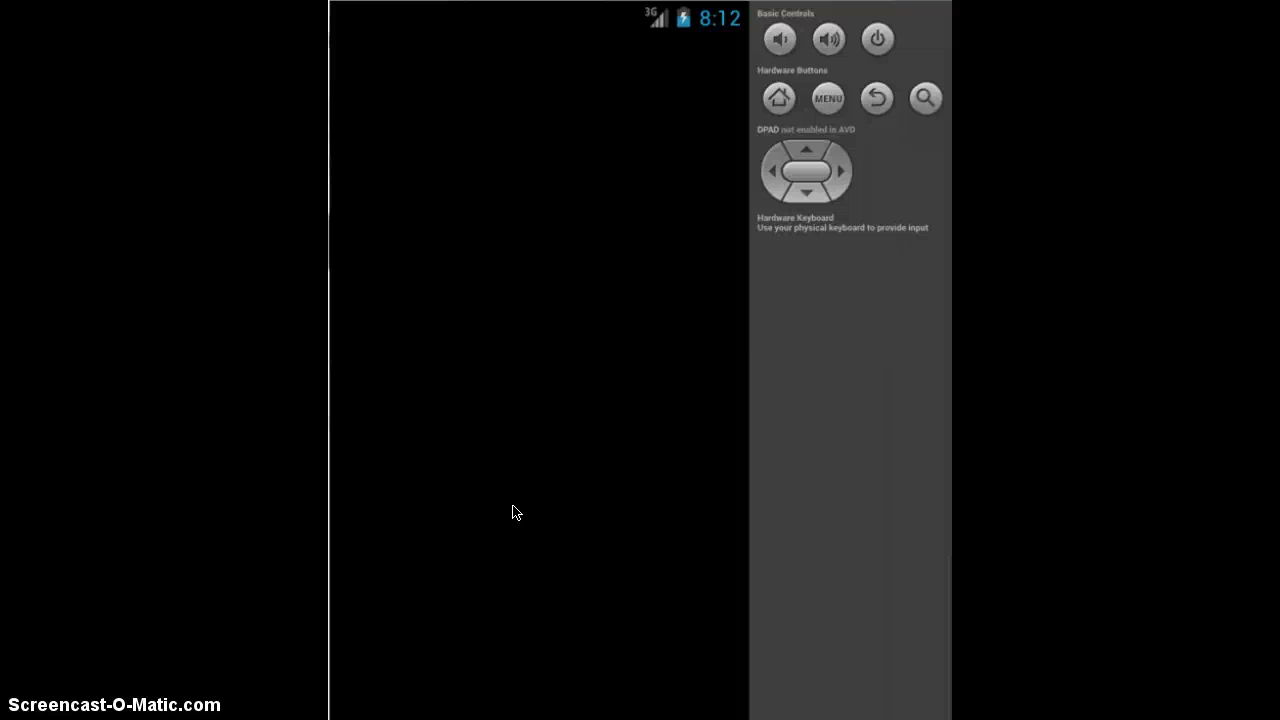 3G 8:12
Basic Controls
Hardware Buttons
MENU
DPAD not enabled in AVD
Hardware Keyboard
Use your physical keyboard to provide input
Screencast-O-Matic.com